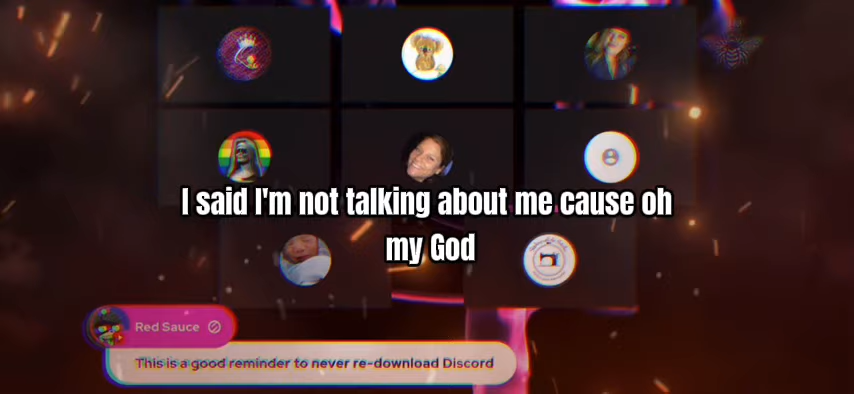 I said I'm not talking about me cause oh
my God
Red Sauce
This is a good reminder to never re-download Discord